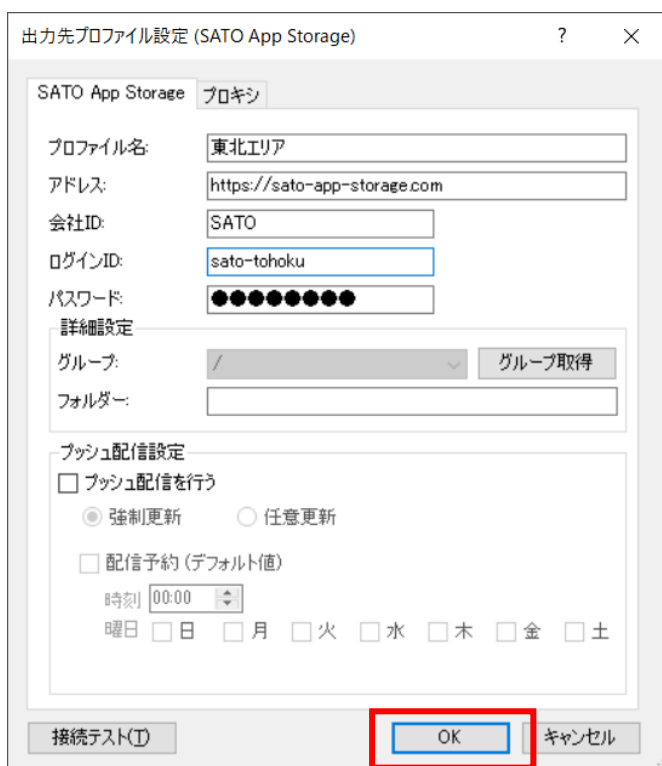 出力先プロファイル設定 (SATO App Storage) ? ×
SATO App Storage プロキシ
プロファイル名: 東北エリア
アドレス: https://sato-app-storage.com
会社ID: SATO
ログインID: sato-tohoku
パスワード: ●●●●●●●●
詳細設定
グループ: / グループ取得
フォルダー:
プッシュ配信設定
プッシュ配信を行う
強制更新 任意更新
配信予約 (デフォルト値)
時刻 00:00
曜日 日 月 火 水 木 金 土
接続テスト(T) OK キャンセル